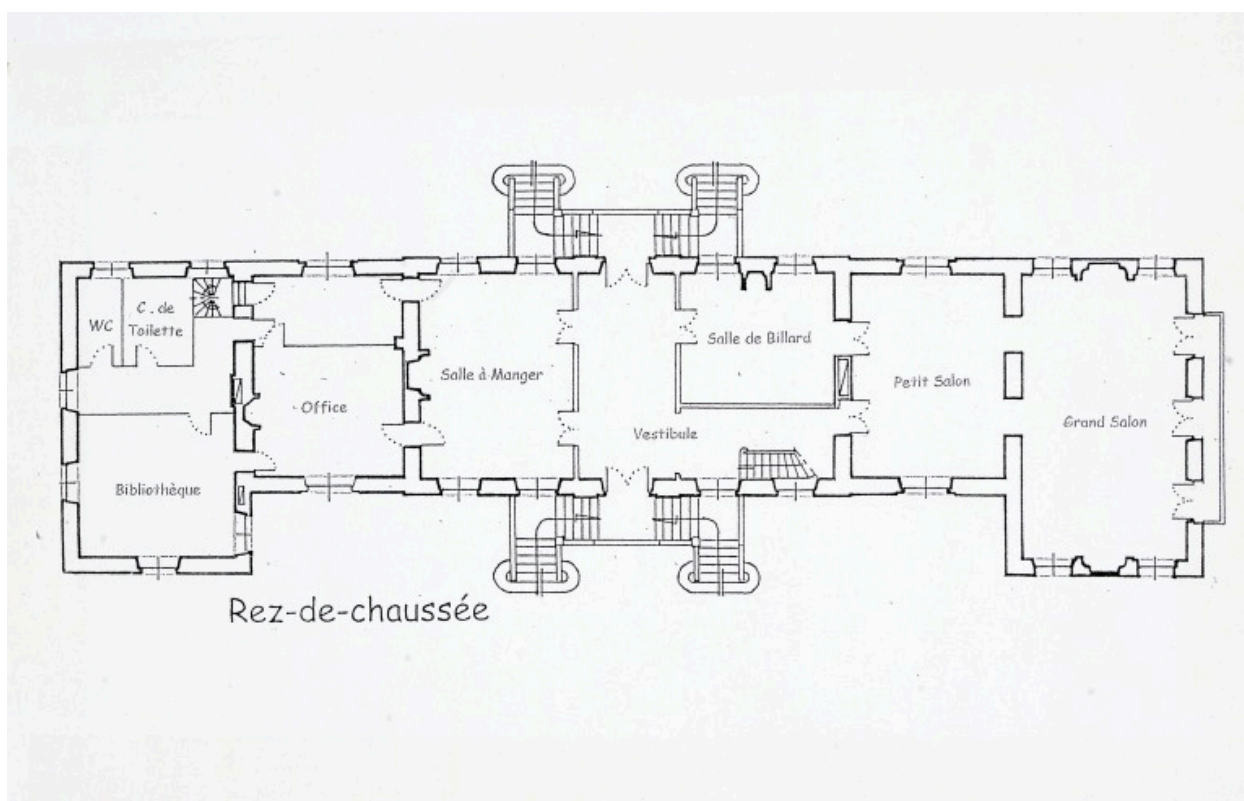 WC
C. de
Toilette
Salle de Billard
Salle à Manger
Petit Salon
Office
Grand Salon
Vestibule
Bibliothèque
Rez-de-chaussée